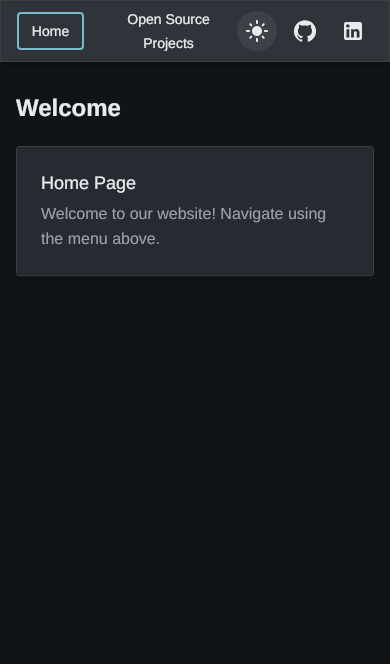 Home
Open Source
Projects
Welcome
Home Page
Welcome to our website! Navigate using
the menu above.